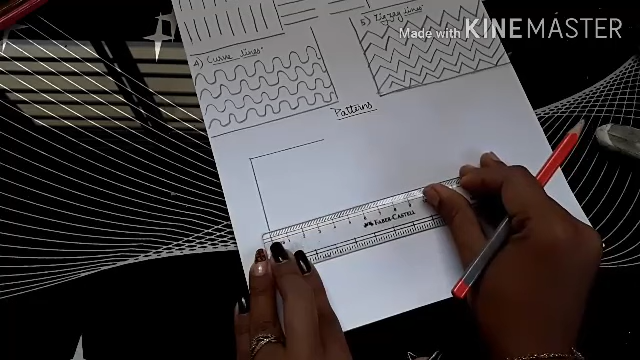 5) Zigzag lines
Made with KINEMASTER
4) Curve lines
Patterns
FABER-CASTELL